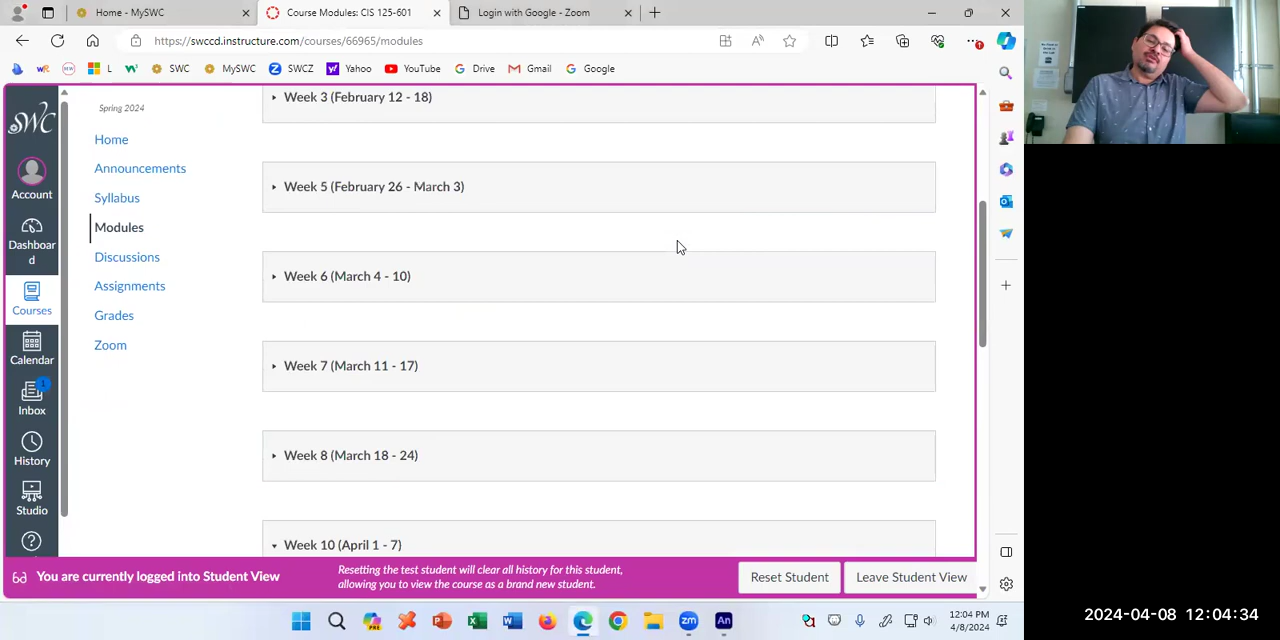 Home - MySWC
Course Modules: CIS 125-601
Login with Google - Zoom
https://swccd.instructure.com/courses/66965/modules
L
SWC
MySWC
SWCZ
Yahoo
YouTube
Drive
Gmail
Google
SWC
Account
Dashboar
d
Courses
Calendar
1
Inbox
History
Studio
Spring 2024
Home
Announcements
Syllabus
Modules
Discussions
Assignments
Grades
Zoom
Week 3 (February 12 - 18)
Week 5 (February 26 - March 3)
Week 6 (March 4 - 10)
Week 7 (March 11 - 17)
Week 8 (March 18 - 24)
Week 10 (April 1 - 7)
You are currently logged into Student View
Resetting the test student will clear all history for this student,
allowing you to view the course as a brand new student.
Reset Student
Leave Student View
12:04 PM
4/8/2024
2024-04-08 12:04:34